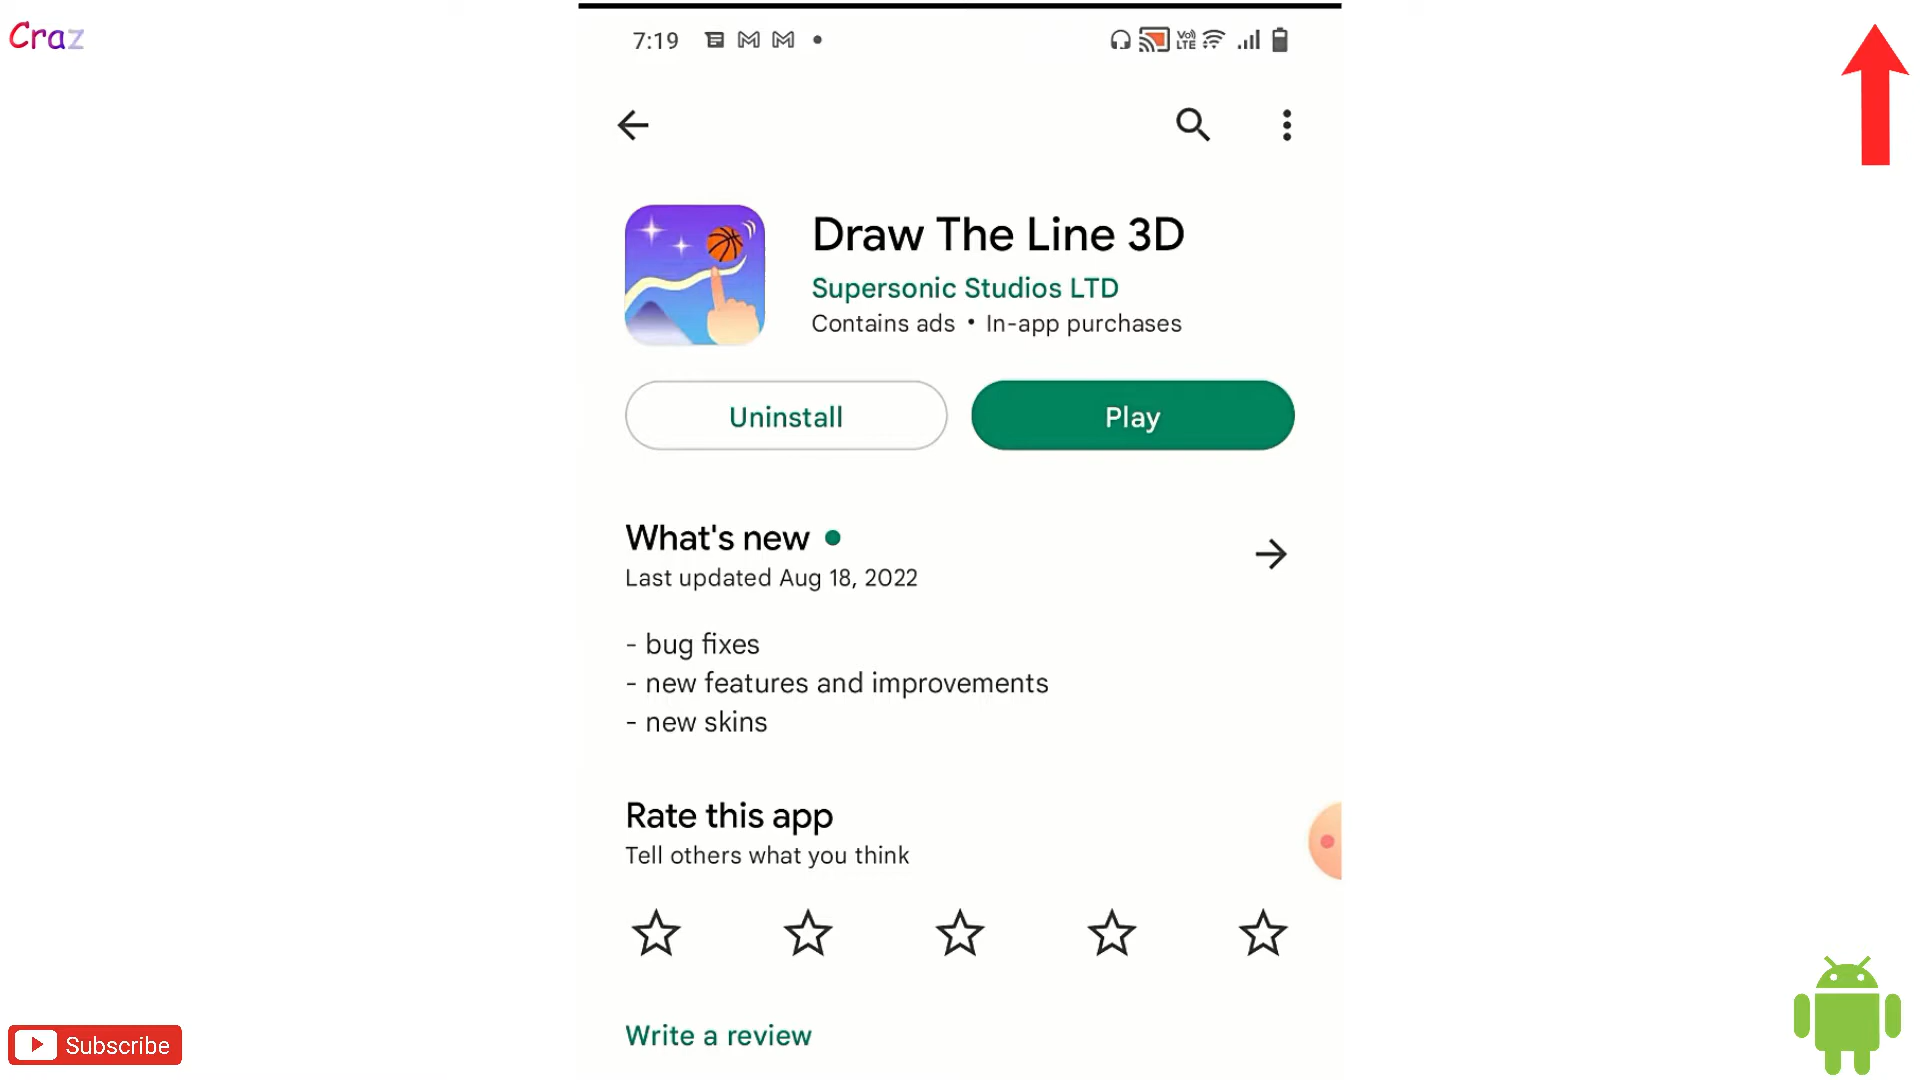 Craz
7:19
Vo) LTE
Draw The Line 3D
Supersonic Studios LTD
Contains ads • In-app purchases
Uninstall
Play
What's new
Last updated Aug 18, 2022
- bug fixes
- new features and improvements
- new skins
Rate this app
Tell others what you think
Write a review
Subscribe